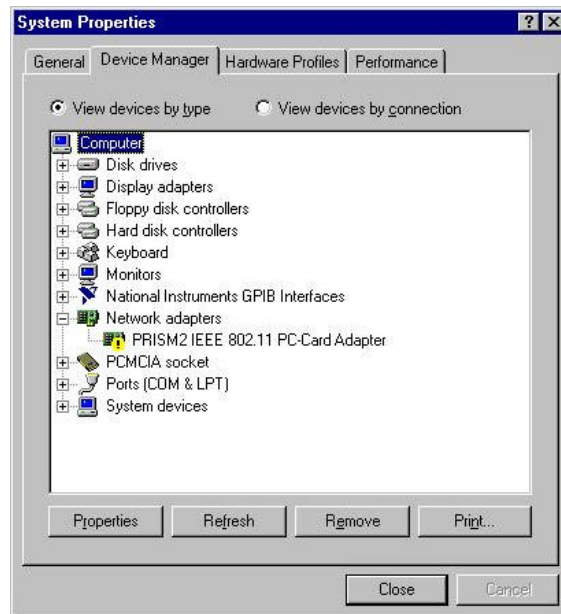 System Properties
General Device Manager Hardware Profiles Performance
View devices by type View devices by connection
Computer
Disk drives
Display adapters
Floppy disk controllers
Hard disk controllers
Keyboard
Monitors
National Instruments GPIB Interfaces
Network adapters
PRISM2 IEEE 802.11 PC-Card Adapter
PCMCIA socket
Ports (COM & LPT)
System devices
Properties Refresh Remove Print...
Close Cancel